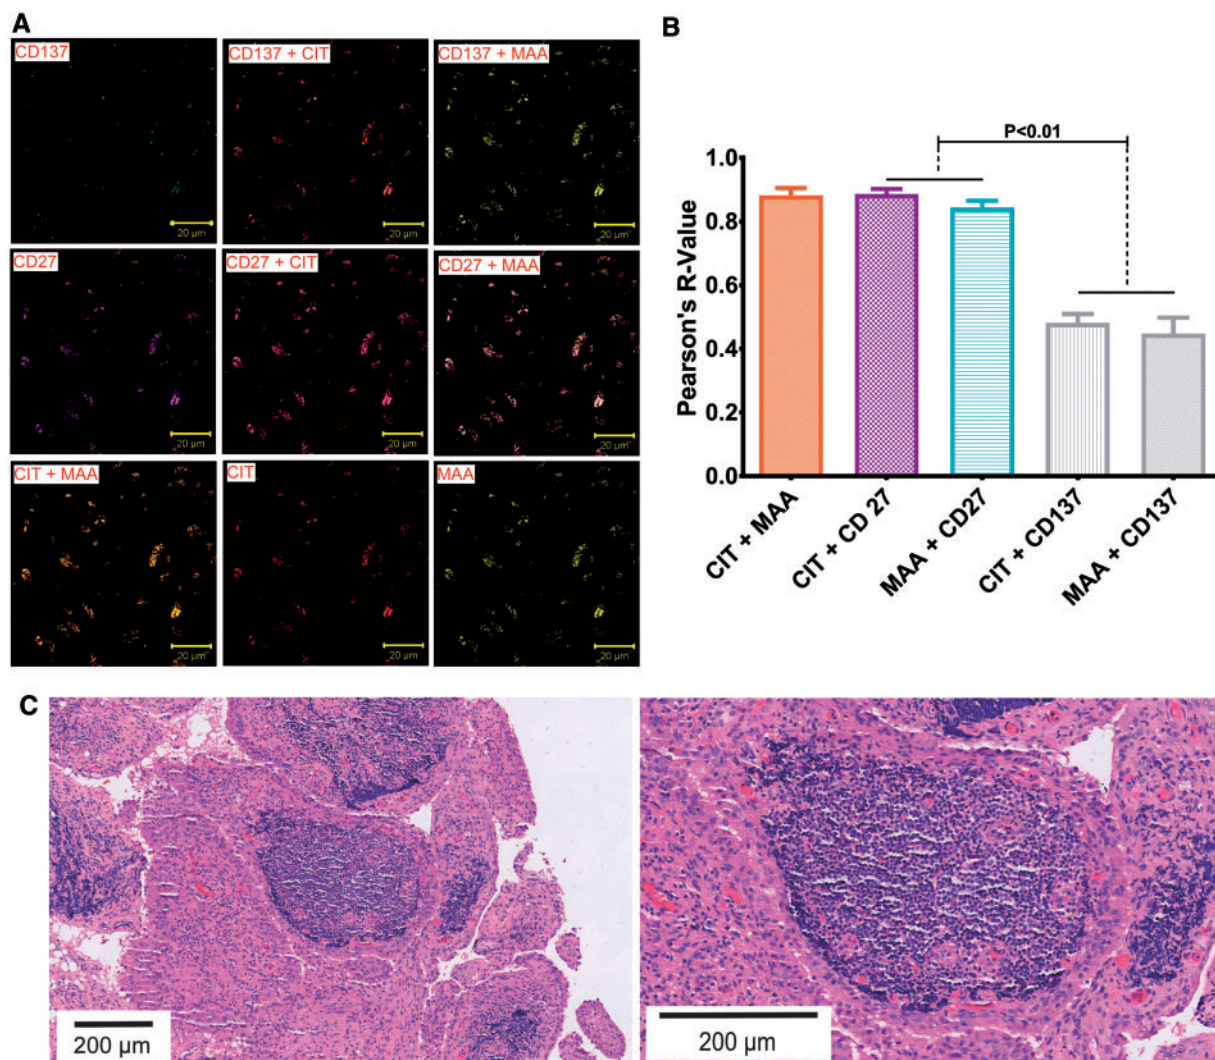 A
CD137
CD137 + CIT
CD137 + MAA
20 µm
20 µm
20 µm
CD27
CD27 + CIT
CD27 + MAA
20 µm
20 µm
20 µm
CIT + MAA
CIT
MAA
20 µm
20 µm
20 µm
B
P<0.01
Pearson's R-Value
1.0
0.8
0.6
0.4
0.2
0.0
CIT + MAA
CIT + CD 27
MAA + CD27
CIT + CD137
MAA + CD137
C
200 µm
200 µm